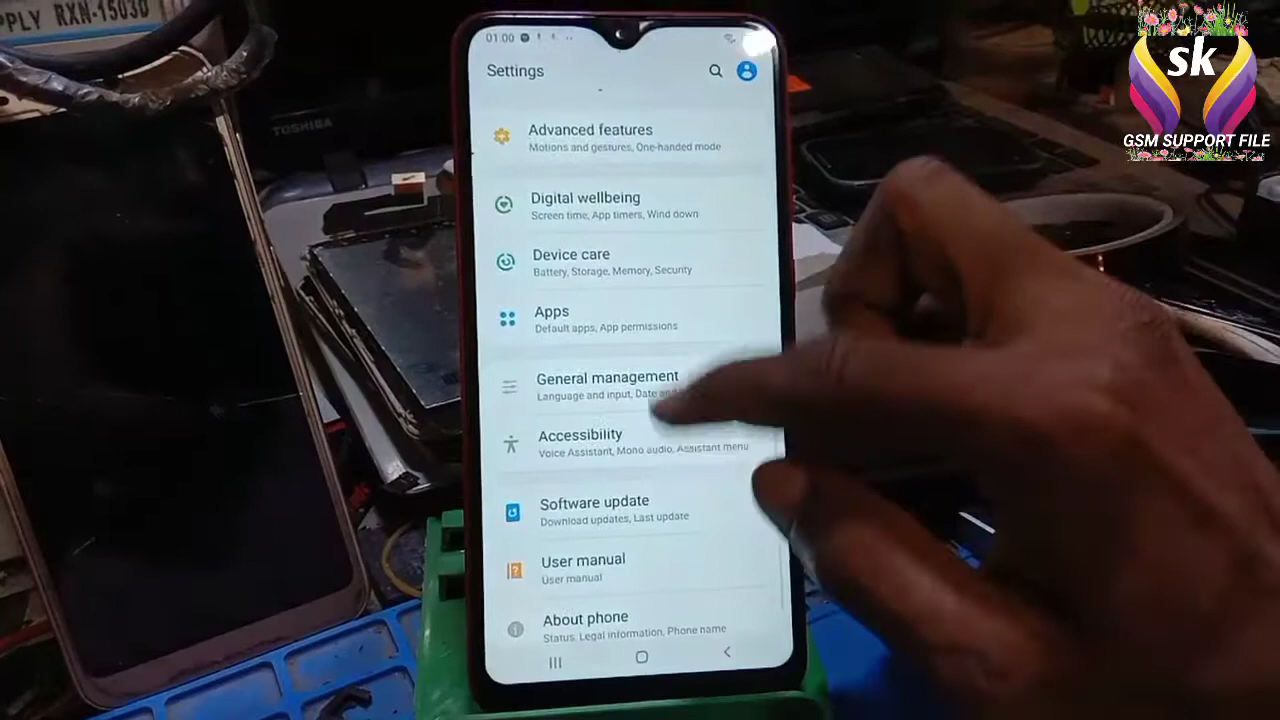 PPLY RXN-1503D
TOSHIBA
01:00
Settings
Advanced features
Motions and gestures, One-handed mode
Digital wellbeing
Screen time, App timers, Wind down
Device care
Battery, Storage, Memory, Security
Apps
Default apps, App permissions
General management
Language and input, Date and
Accessibility
Voice Assistant, Mono audio, Assistant menu
Software update
Download updates, Last update
User manual
User manual
About phone
Status, Legal information, Phone name
sk
GSM SUPPORT FILE